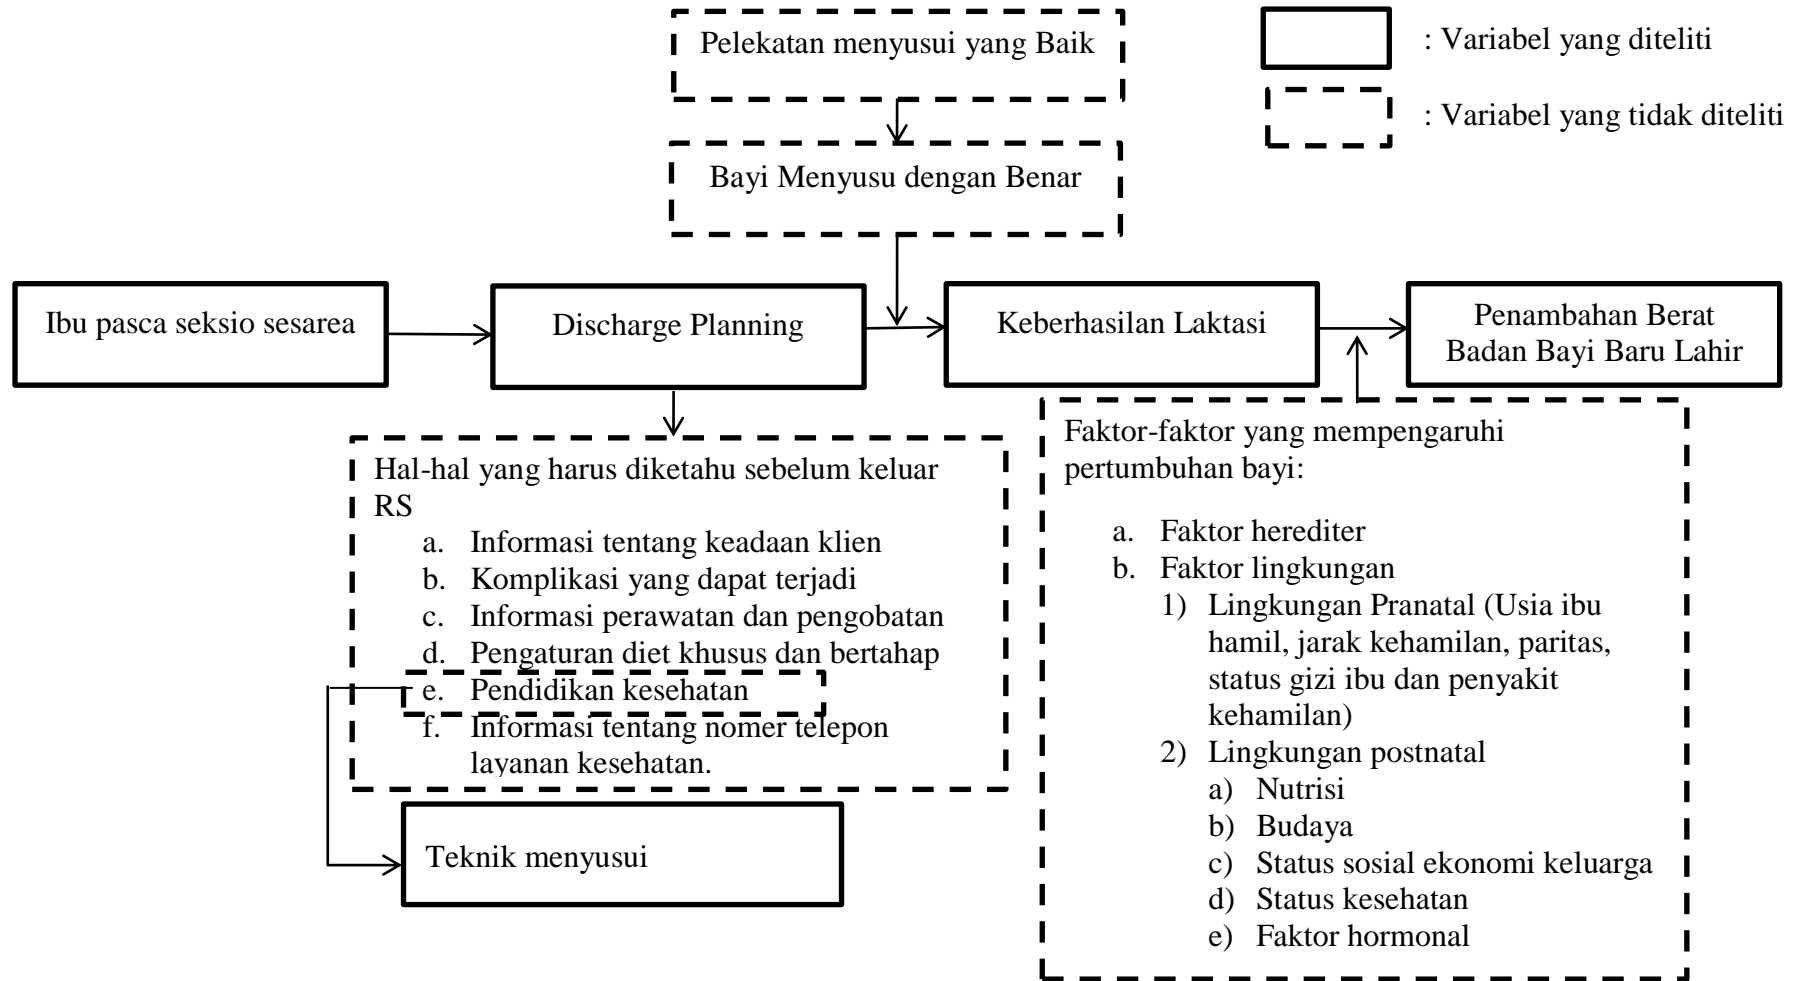 Pelekatan menyusui yang Baik
: Variabel yang diteliti
: Variabel yang tidak diteliti
Bayi Menyusu dengan Benar
Ibu pasca seksio sesarea
Discharge Planning
Keberhasilan Laktasi
Penambahan Berat
Badan Bayi Baru Lahir
Hal-hal yang harus diketahu sebelum keluar
RS
a. Informasi tentang keadaan klien
b. Komplikasi yang dapat terjadi
c. Informasi perawatan dan pengobatan
d. Pengaturan diet khusus dan bertahap
e. Pendidikan kesehatan
f. Informasi tentang nomer telepon
layanan kesehatan.
Teknik menyusui
Faktor-faktor yang mempengaruhi
pertumbuhan bayi:
a. Faktor herediter
b. Faktor lingkungan
1) Lingkungan Pranatal (Usia ibu
hamil, jarak kehamilan, paritas,
status gizi ibu dan penyakit
kehamilan)
2) Lingkungan postnatal
a) Nutrisi
b) Budaya
c) Status sosial ekonomi keluarga
d) Status kesehatan
e) Faktor hormonal